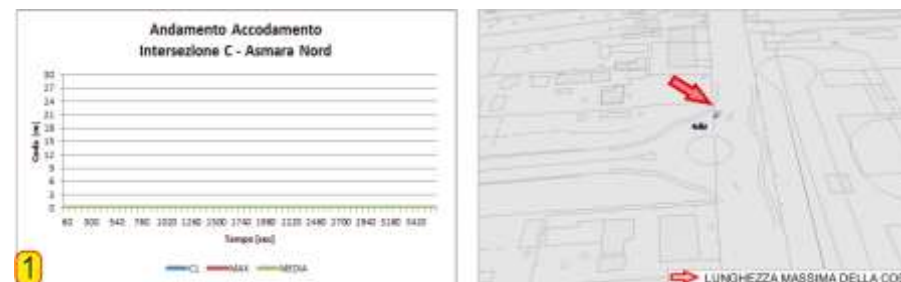 Andamento Accodamento
Intersezione C - Asmara Nord
30
27
24
21
18
15
12
9
6
3
0
Coda [m]
60 300 540 780 1020 1260 1500 1740 1980 2220 2460 2700 2940 3180 3420
Tempo [sec]
MAX MEDIA
1
LUNGHEZZA MASSIMA DELLA